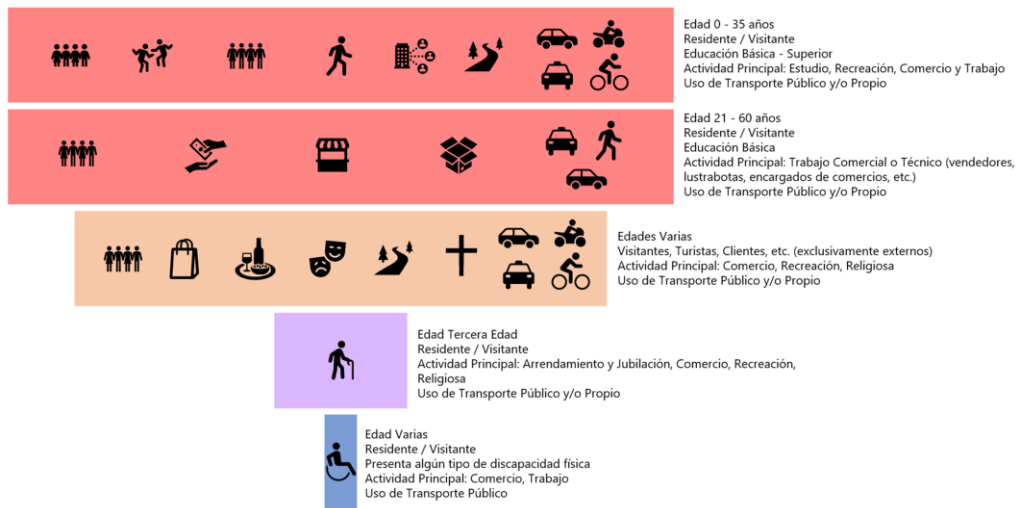 Edad 0 - 35 años
Residente / Visitante
Educación Básica - Superior
Actividad Principal: Estudio, Recreación, Comercio y Trabajo
Uso de Transporte Público y/o Propio
Edad 21 - 60 años
Residente / Visitante
Educación Básica
Actividad Principal: Trabajo Comercial o Técnico (vendedores,
lustrabotas, encargados de comercios, etc.)
Uso de Transporte Público y/o Propio
Edades Varias
Visitantes, Turistas, Clientes, etc. (exclusivamente externos)
Actividad Principal: Comercio, Recreación, Religiosa
Uso de Transporte Público y/o Propio
Edad Tercera Edad
Residente / Visitante
Actividad Principal: Arrendamiento y Jubilación, Comercio, Recreación,
Religiosa
Uso de Transporte Público y/o Propio
Edad Varias
Residente / Visitante
Presenta algún tipo de discapacidad física
Actividad Principal: Comercio, Trabajo
Uso de Transporte Público